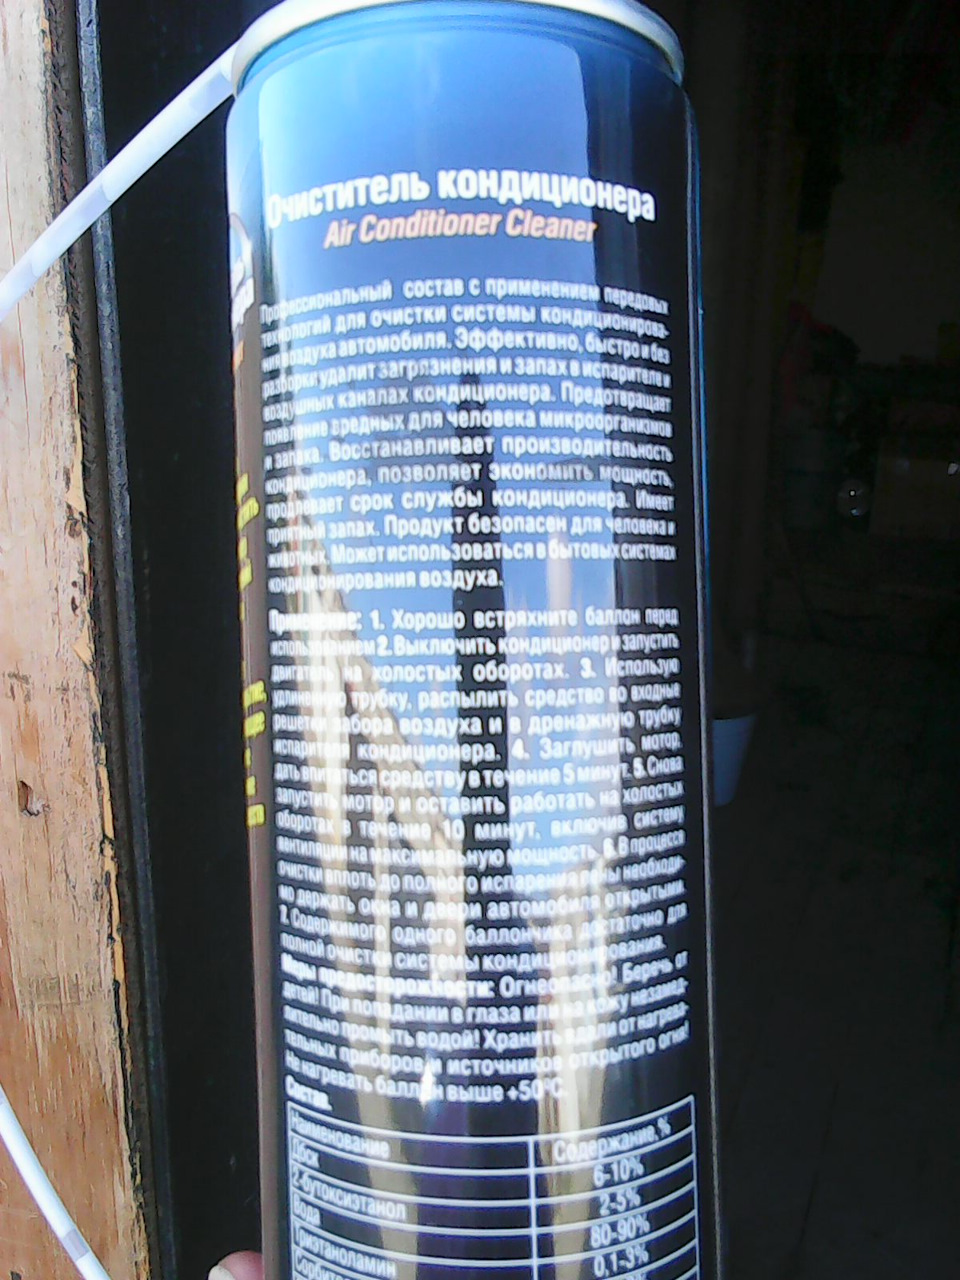 Очиститель кондиционера
Air Conditioner Cleaner
Профессиональный состав с применением передовых
технологий для очистки системы кондиционирова-
ния воздуха автомобиля. Эффективно, быстро и без
разборки удалит загрязнения и запах в испарителе и
воздушных каналах кондиционера. Предотвращает
появление вредных для человека микроорганизмов
и запаха. Восстанавливает производительность
кондиционера, позволяет экономить мощность,
продлевает срок службы кондиционера. Имеет
приятный запах. Продукт безопасен для человека и
животных. Может использоваться в бытовых системах
кондиционирования воздуха.
Применение: 1. Хорошо встряхните баллон перед
использованием 2. Выключить кондиционер и запустить
двигатель на холостых оборотах. 3. Использую
удлиненную трубку, распылить средство во входные
решетки забора воздуха и в дренажную трубку
испарителя кондиционера. 4. Заглушить мотор,
дать впитаться средству в течение 5 минут. 5. Снова
запустить мотор и оставить работать на холостых
оборотах в течение 10 минут, включив систему
вентиляции на максимальную мощность. 6. В процессе
очистки вплоть до полного испарения пены необходи-
мо держать окна и двери автомобиля открытыми.
7. Содержимого одного баллончика достаточно для
полной очистки системы кондиционирования.
Меры предосторожности: Огнеопасно! Беречь от
детей! При попадании в глаза или на кожу незамед-
лительно промыть водой! Хранить вдали от нагрева-
тельных приборов и источников открытого огня!
Не нагревать баллон выше +50°C.
Состав.
Наименование Содержание,%
Дбск 6-10%
2-бутоксиэтанол 2-5%
Вода 80-90%
Триэтаноламин 0,1-3%